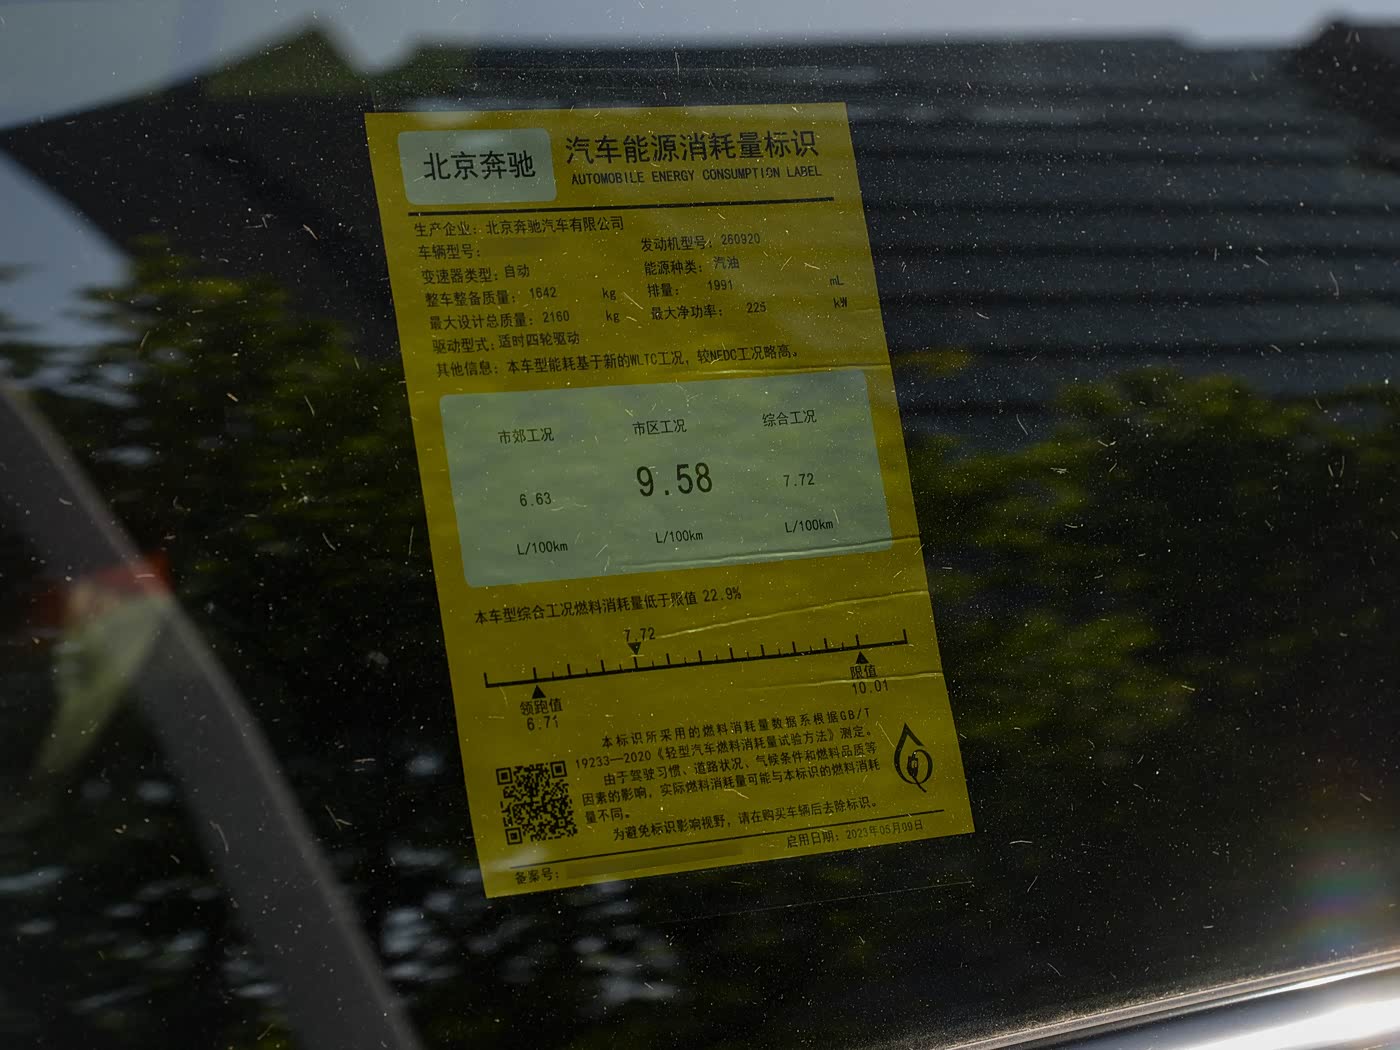 北京奔驰
汽车能源消耗量标识
AUTOMOBILE ENERGY CONSUMPTION LABEL
生产企业: 北京奔驰汽车有限公司
车辆型号:
发动机型号: 260920
变速器类型: 自动
能源种类: 汽油
整车整备质量: 1642 kg
排量: 1991 mL
最大设计总质量: 2160 kg
最大净功率: 225 kW
驱动型式: 适时四轮驱动
其他信息: 本车型能耗基于新的WLTC工况, 较NEDC工况略高。
市郊工况 市区工况 综合工况
6.63 9.58 7.72
L/100km L/100km L/100km
本车型综合工况燃料消耗量低于限值 22.9%
7.72
领跑值 限值
6.71 10.01
本标识所采用的燃料消耗量数据系根据GB/T
19233—2020《轻型汽车燃料消耗量试验方法》测定。
由于驾驶习惯、道路状况、气候条件和燃料品质等
因素的影响, 实际燃料消耗量可能与本标识的燃料消耗
量不同。
为避免标识影响视野, 请在购买车辆后去除标识。
备案号:
启用日期: 2023年05月09日